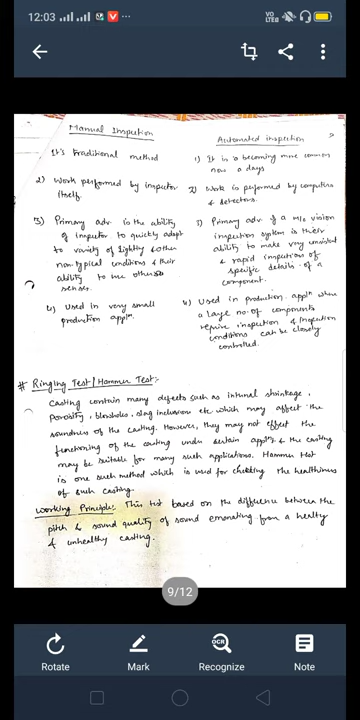 12:03
Manual Inspection
Automated inspection
It's traditional method
1) It is a becoming more common
now a days
2) Work performed by inspector
itself.
2) Work is performed by computers
& detectors.
3) Primary adv. is the ability
of inspector to quickly adapt
to variety of lightly & other
non-typical conditions & their
ability to use other
senses.
3) Primary adv. of a m/c vision
inspection system is their
ability to make very consistent
& rapid inspections of
specific details of a
component.
4) Used in very small
production appln.
4) Used in production appln where
a large no. of components
require inspection & inspection
conditions can be closely
controlled.
# Ringing Test / Hammer Test:-
Casting contain many defects such as internal shrinkage,
Porosity, blowholes, slag inclusion etc which may affect the
soundness of the casting. However, they may not effect the
functioning of the casting under certain applns & the casting
may be suitable for many such applications. Hammer test
is one such method which is used for checking the healthiness
of such casting.
Working Principle:- This test based on the difference between the
pitch & sound quality of sound emanating from a healthy
& unhealthy casting.
9/12
Rotate
Mark
OCR
Recognize
Note